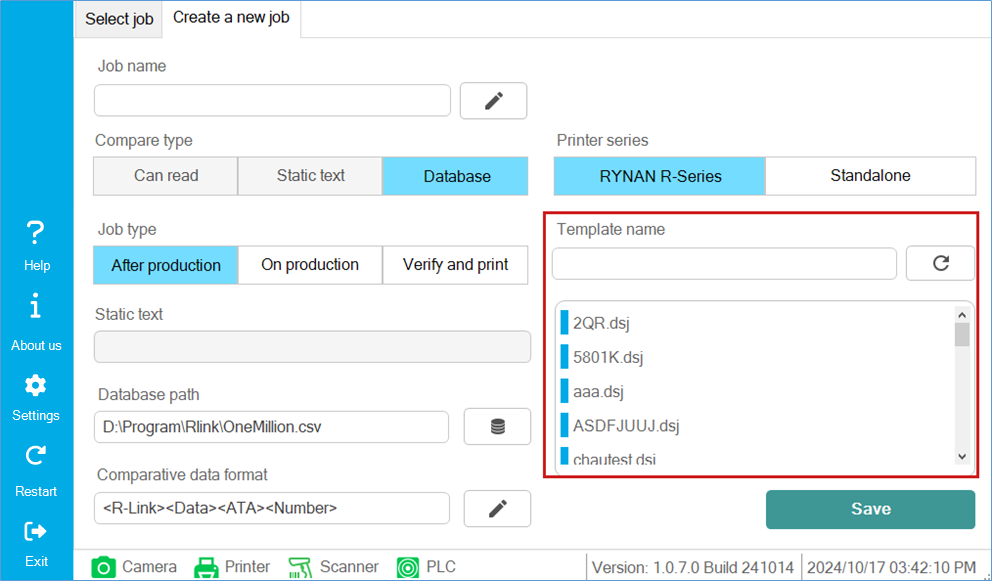 Select job
Create a new job
Job name
Compare type
Can read
Static text
Database
Printer series
RYNAN R-Series
Standalone
Job type
After production
On production
Verify and print
Template name
2QR.dsj
5801K.dsj
aaa.dsj
ASDFJUUJ.dsj
chautest.dsj
Static text
Database path
D:\Program\Rlink\OneMillion.csv
Comparative data format
<R-Link><Data><ATA><Number>
Save
Help
About us
Settings
Restart
Exit
Camera
Printer
Scanner
PLC
Version: 1.0.7.0 Build 241014
2024/10/17 03:42:10 PM